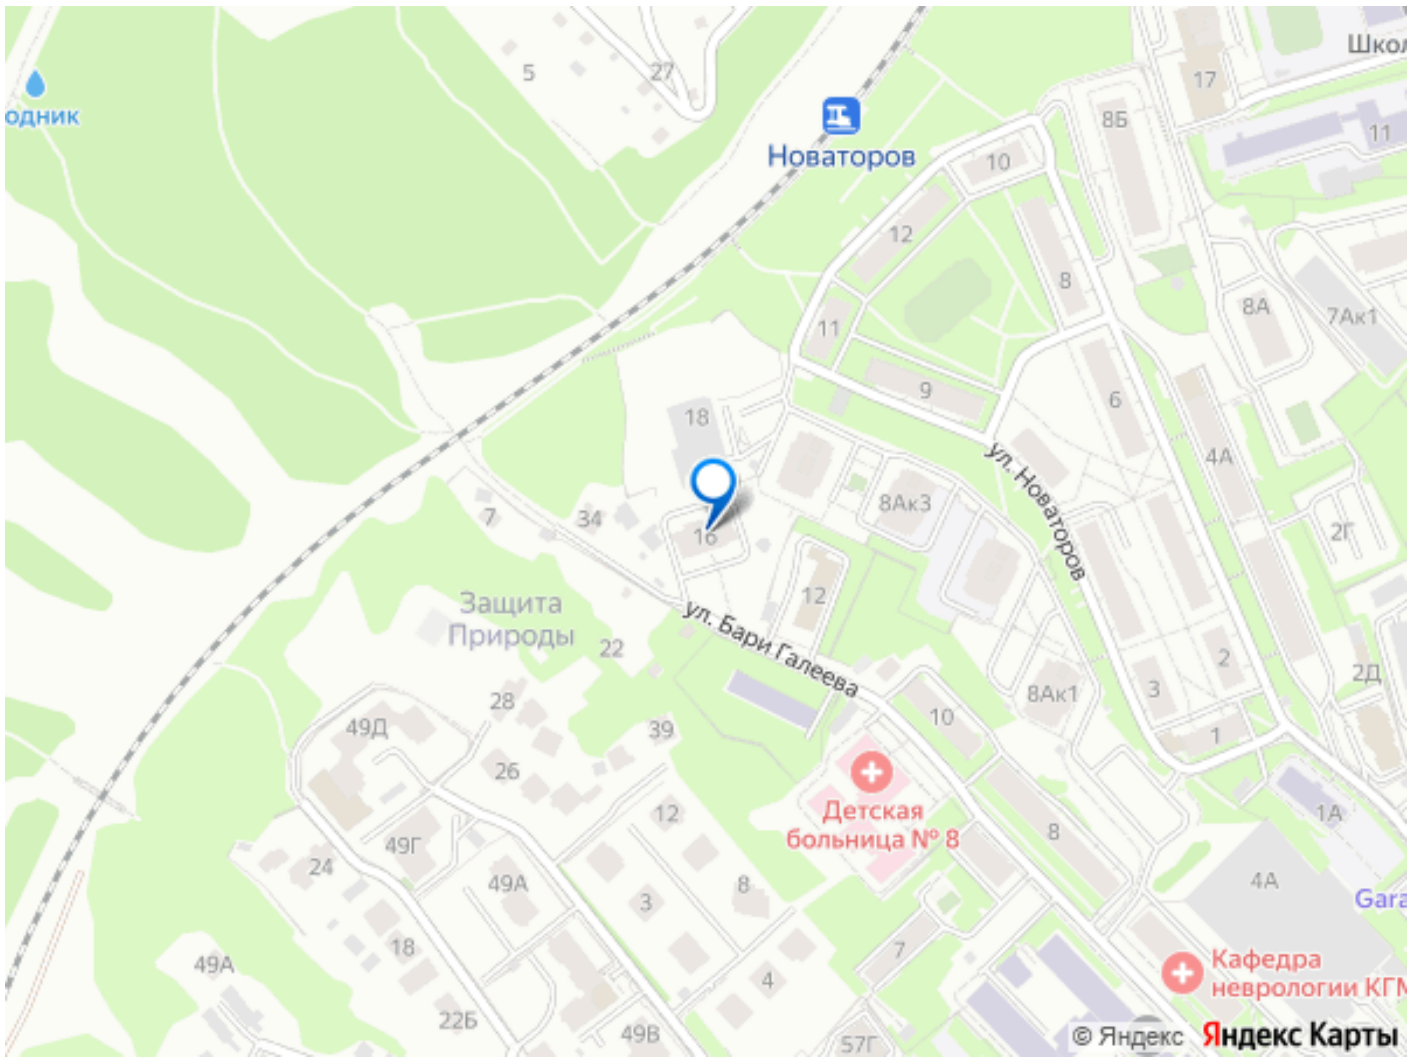 5
27
Школ
17
одник
8Б
11
Новаторов
10
12
8
8А
7Ак1
11
9
6
18
ул. Новаторов
4А
8Ак3
7
34
16
2Г
Защита
Природы
12
ул. Бари Галеева
22
2
3
2Д
8Ак1
28
49Д
39
10
1
26
Детская
больница № 8
12
1А
8
49Г
24
49А
8
3
4А
Gara
18
7
49А
4
Кафедра
неврологии КГМ
22Б
49В
57Г
© Яндекс
Яндекс Карты